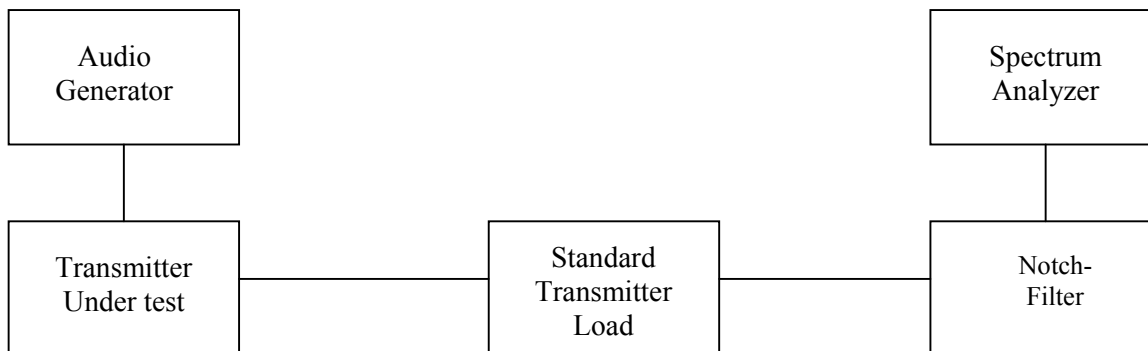 Audio
Generator
Spectrum
Analyzer
Transmitter
Under test
Standard
Transmitter
Load
Notch-
Filter